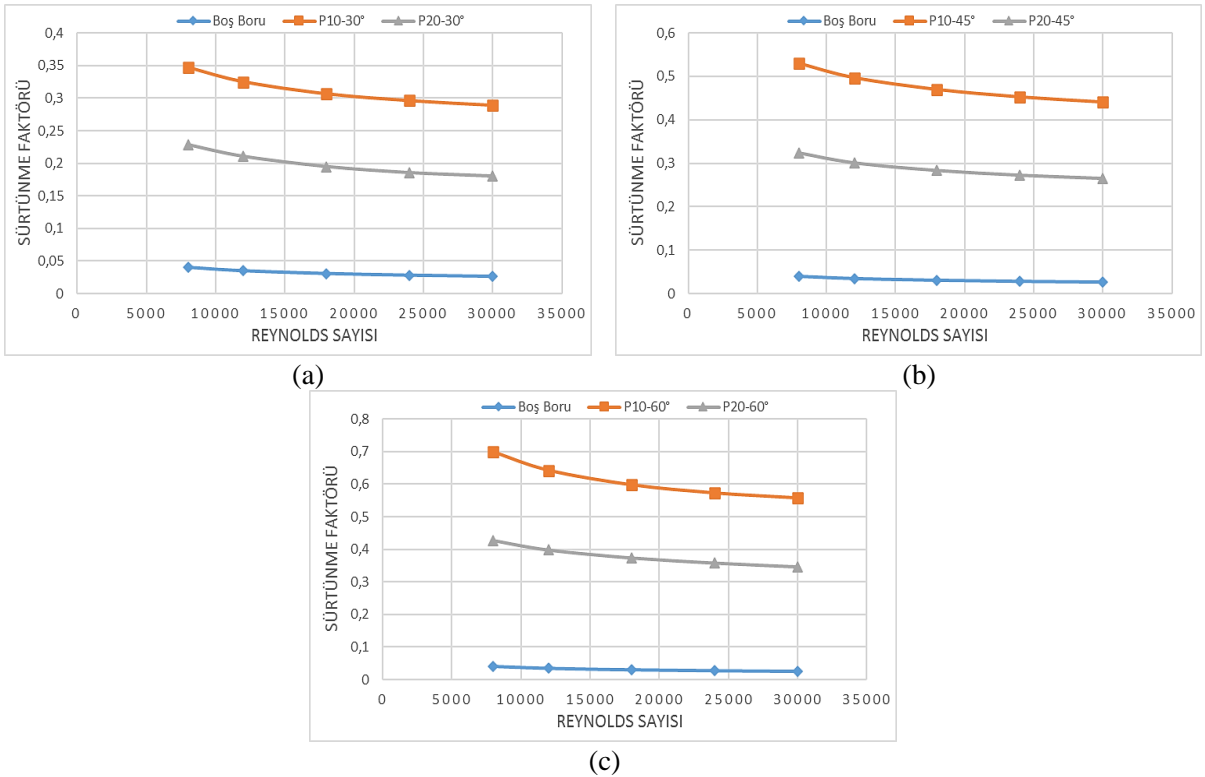 Boş Boru P10-30° P20-30°
0,4
0,35
0,3
0,25
0,2
0,15
0,1
0,05
0
SÜRTÜNME FAKTÖRÜ
0 5000 10000 15000 20000 25000 30000 35000
REYNOLDS SAYISI
(a)
Boş Boru P10-45° P20-45°
0,6
0,5
0,4
0,3
0,2
0,1
0
SÜRTÜNME FAKTÖRÜ
0 5000 10000 15000 20000 25000 30000 35000
REYNOLDS SAYISI
(b)
Boş Boru P10-60° P20-60°
0,8
0,7
0,6
0,5
0,4
0,3
0,2
0,1
0
SÜRTÜNME FAKTÖRÜ
0 5000 10000 15000 20000 25000 30000 35000
REYNOLDS SAYISI
(c)